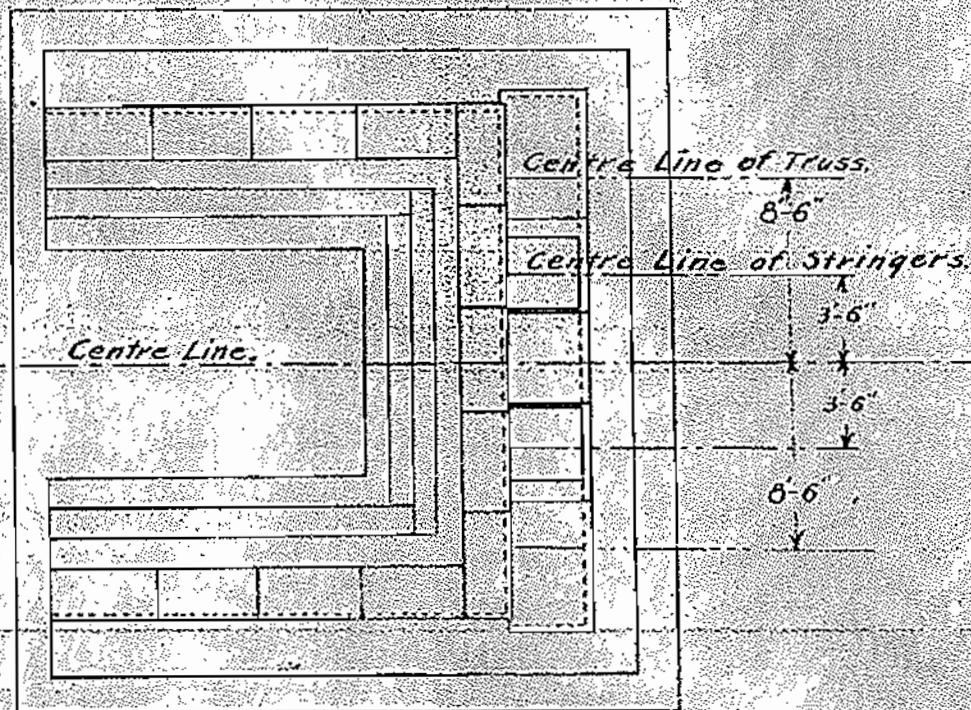 Centre Line of Truss.
8'-6"
Centre Line of Stringers.
3'-6"
Centre Line.
3'-6"
8'-6"